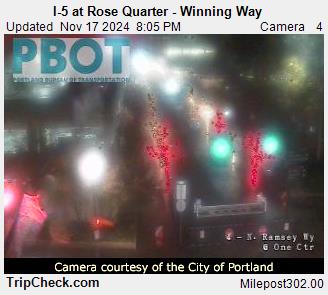 I-5 at Rose Quarter - Winning Way
Updated Nov 17 2024 8:05 PM Camera 4
PBOT
PORTLAND BUREAU OF TRANSPORTATION
4 - N. Ramsey Wy
@ One Ctr
Camera courtesy of the City of Portland
TripCheck.com Milepost302.00